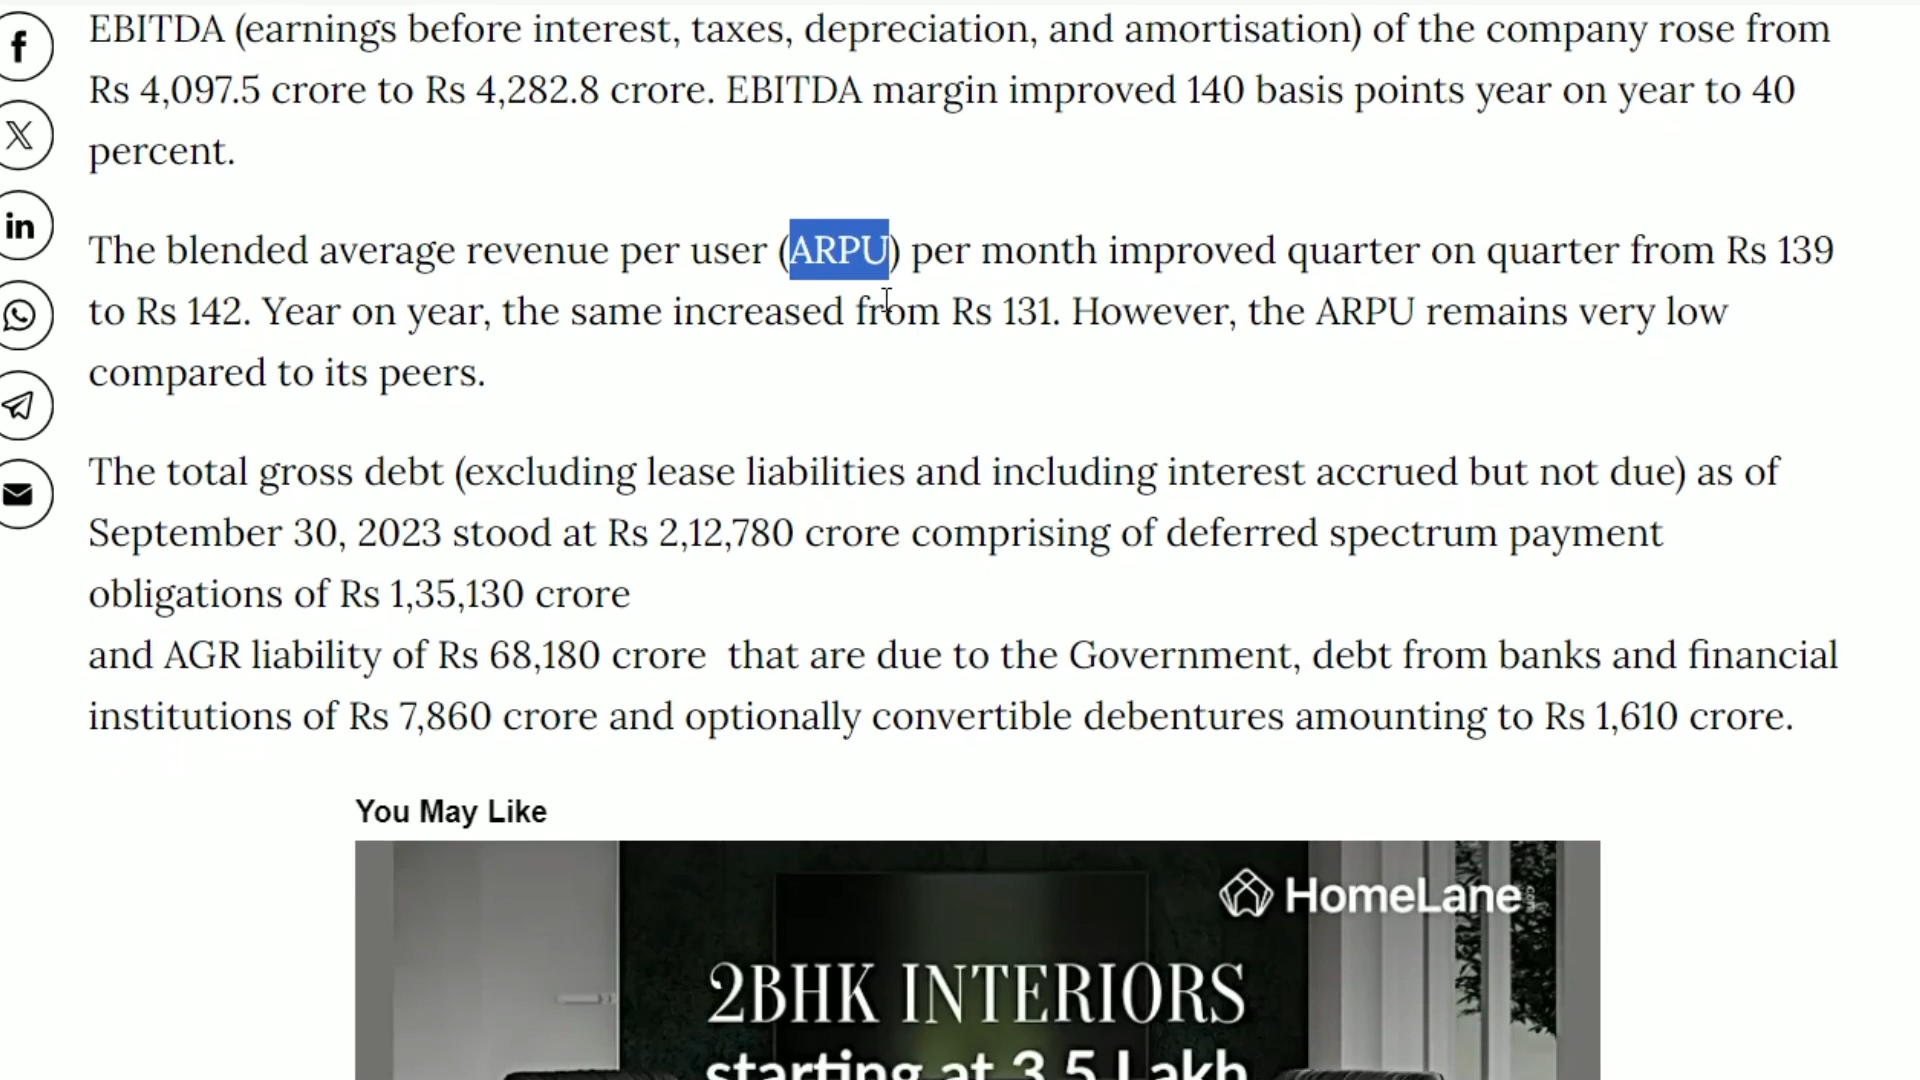 EBITDA (earnings before interest, taxes, depreciation, and amortisation) of the company rose from
Rs 4,097.5 crore to Rs 4,282.8 crore. EBITDA margin improved 140 basis points year on year to 40
percent.
The blended average revenue per user (ARPU) per month improved quarter on quarter from Rs 139
to Rs 142. Year on year, the same increased from Rs 131. However, the ARPU remains very low
compared to its peers.
The total gross debt (excluding lease liabilities and including interest accrued but not due) as of
September 30, 2023 stood at Rs 2,12,780 crore comprising of deferred spectrum payment
obligations of Rs 1,35,130 crore
and AGR liability of Rs 68,180 crore  that are due to the Government, debt from banks and financial
institutions of Rs 7,860 crore and optionally convertible debentures amounting to Rs 1,610 crore.
You May Like
HomeLane
2BHK INTERIORS
starting at 3.5 Lakh